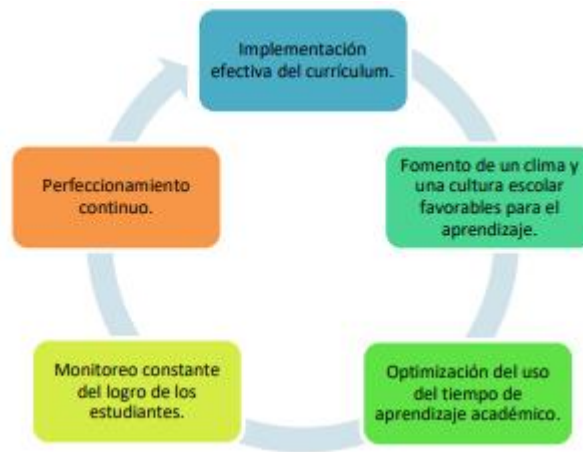 Implementación
efectiva del currículum.
Fomento de un clima y
una cultura escolar
favorables para el
aprendizaje.
Optimización del uso
del tiempo de
aprendizaje académico.
Monitoreo constante
del logro de los
estudiantes.
Perfeccionamiento
continuo.